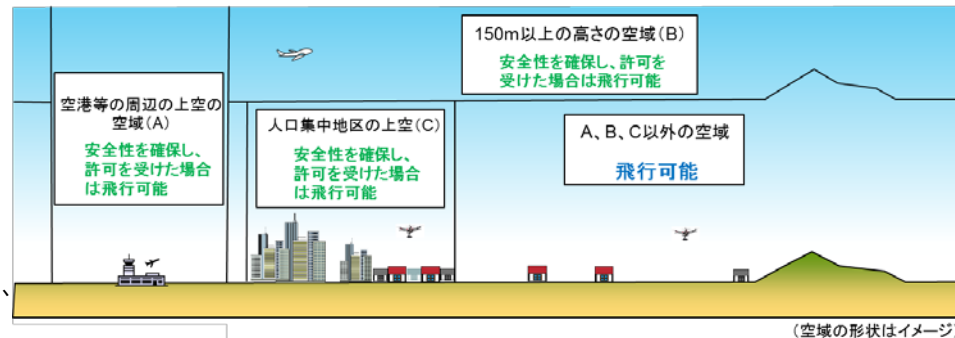 150m以上の高さの空域(B)
安全性を確保し、許可を
受けた場合は飛行可能
空港等の周辺の上空の
空域(A)
安全性を確保し、
許可を受けた場合
は飛行可能
人口集中地区の上空(C)
安全性を確保し、
許可を受けた場合
は飛行可能
A、B、C以外の空域
飛行可能
、
(空域の形状はイメージ)